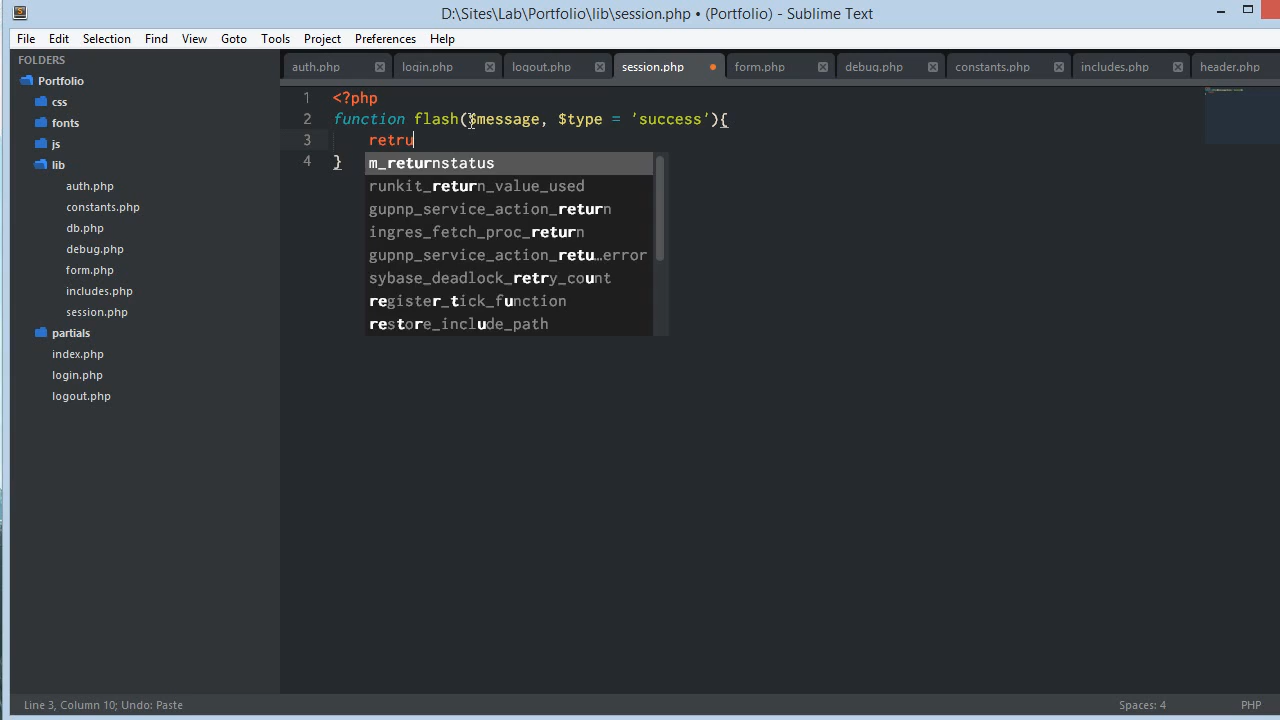 D:\Sites\Lab\Portfolio\lib\session.php • (Portfolio) - Sublime Text
File Edit Selection Find View Goto Tools Project Preferences Help
FOLDERS
Portfolio
css
fonts
js
lib
auth.php
constants.php
db.php
debug.php
form.php
includes.php
session.php
partials
index.php
login.php
logout.php
auth.php login.php logout.php session.php form.php debug.php constants.php includes.php header.php
1 <?php
2 function flash($message, $type = 'success'){
3 retru
4 }
m_returnstatus
runkit_return_value_used
gupnp_service_action_return
ingres_fetch_proc_return
gupnp_service_action_retu…error
sybase_deadlock_retry_count
register_tick_function
restore_include_path
Line 3, Column 10; Undo: Paste Spaces: 4 PHP